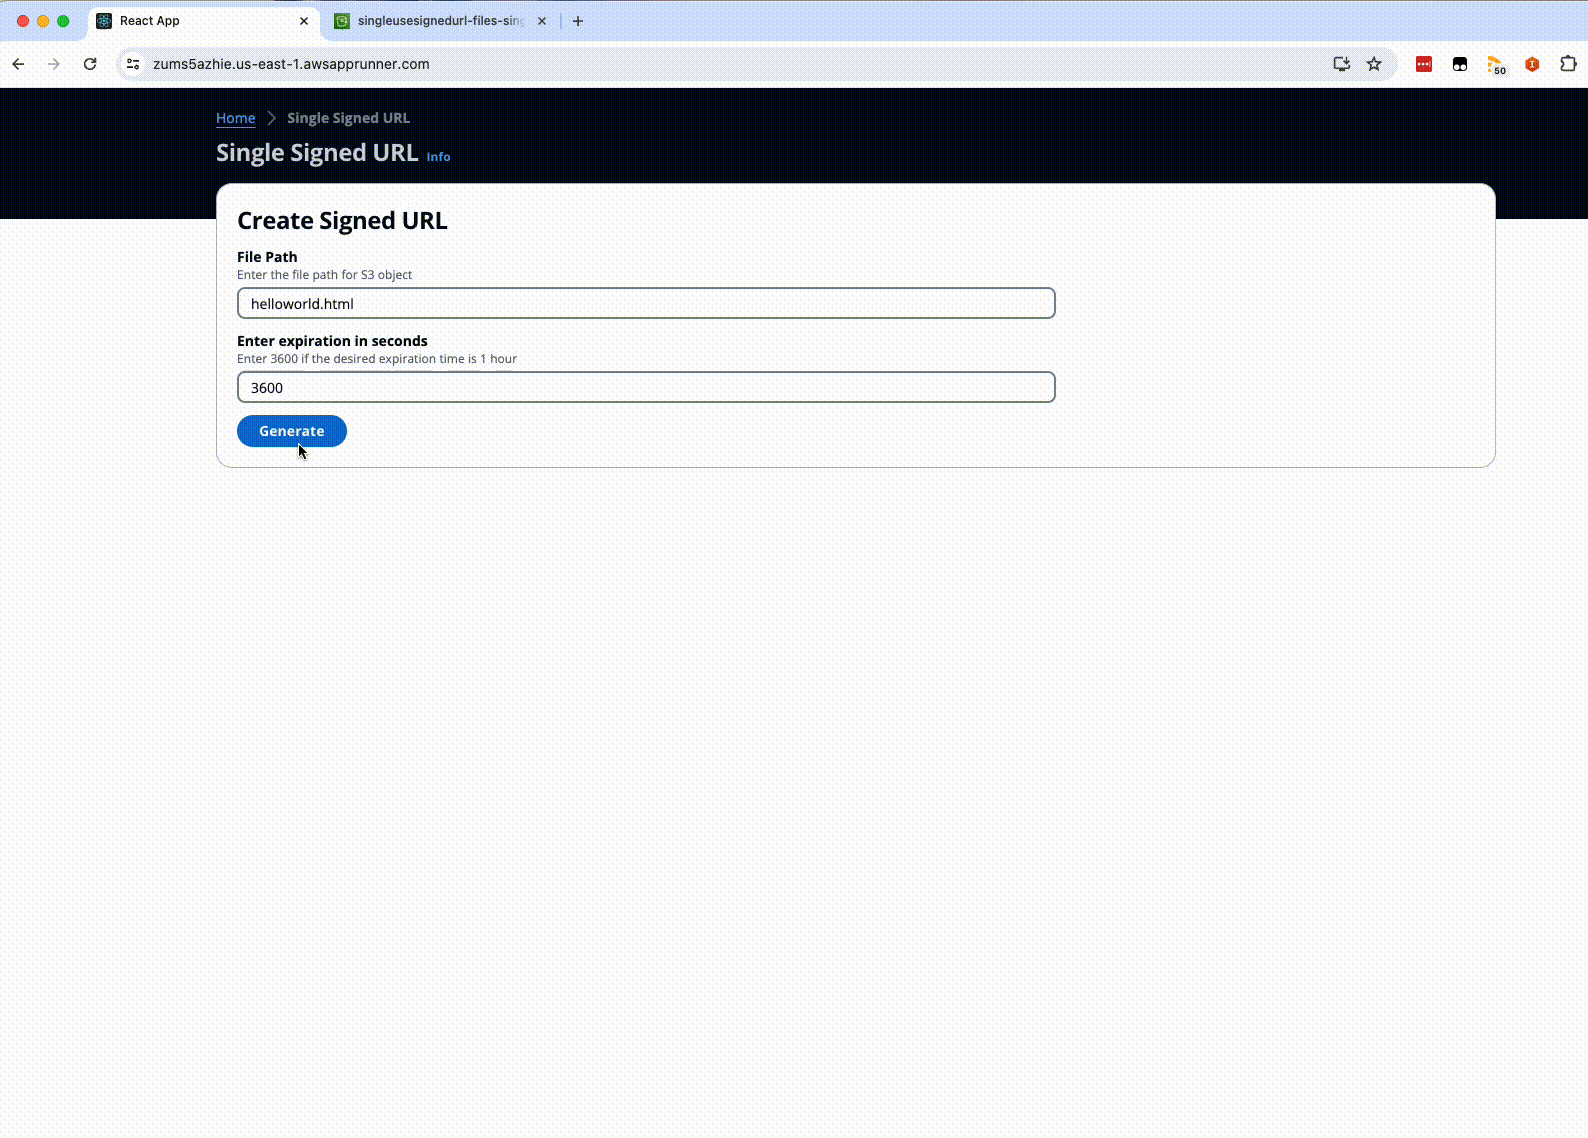 React App
singleusesignedurl-files-sing
zums5azhie.us-east-1.awsapprunner.com
50
Home
Single Signed URL
Single Signed URL Info
Create Signed URL
File Path
Enter the file path for S3 object
helloworld.html
Enter expiration in seconds
Enter 3600 if the desired expiration time is 1 hour
3600
Generate